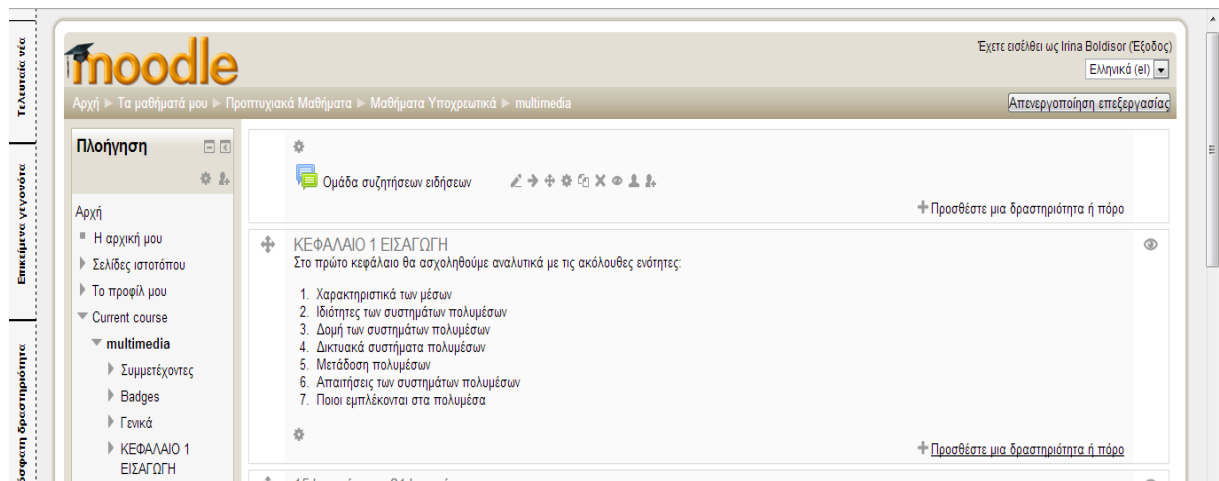 Τελευταία νέα
Επικείμενα γεγονότα
δραστηριότητα
moodle
Έχετε εισέλθει ως Irina Boldisor (Έξοδος)
Ελληνικά (el)
Αρχή ▶ Τα μαθήματά μου ▶ Προπτυχιακά Μαθήματα ▶ Μαθήματα Υποχρεωτικά ▶ multimedia
Απενεργοποίηση επεξεργασίας
Πλοήγηση
Αρχή
Η αρχική μου
Σελίδες ιστοτόπου
Το προφίλ μου
Current course
multimedia
Συμμετέχοντες
Badges
Γενικά
ΚΕΦΑΛΑΙΟ 1
ΕΙΣΑΓΩΓΗ
Ομάδα συζητήσεων ειδήσεων
Προσθέστε μια δραστηριότητα ή πόρο
ΚΕΦΑΛΑΙΟ 1 ΕΙΣΑΓΩΓΗ
Στο πρώτο κεφάλαιο θα ασχοληθούμε αναλυτικά με τις ακόλουθες ενότητες:
1. Χαρακτηριστικά των μέσων
2. Ιδιότητες των συστημάτων πολυμέσων
3. Δομή των συστημάτων πολυμέσων
4. Δικτυακά συστήματα πολυμέσων
5. Μετάδοση πολυμέσων
6. Απαιτήσεις των συστημάτων πολυμέσων
7. Ποιοι εμπλέκονται στα πολυμέσα
Προσθέστε μια δραστηριότητα ή πόρο